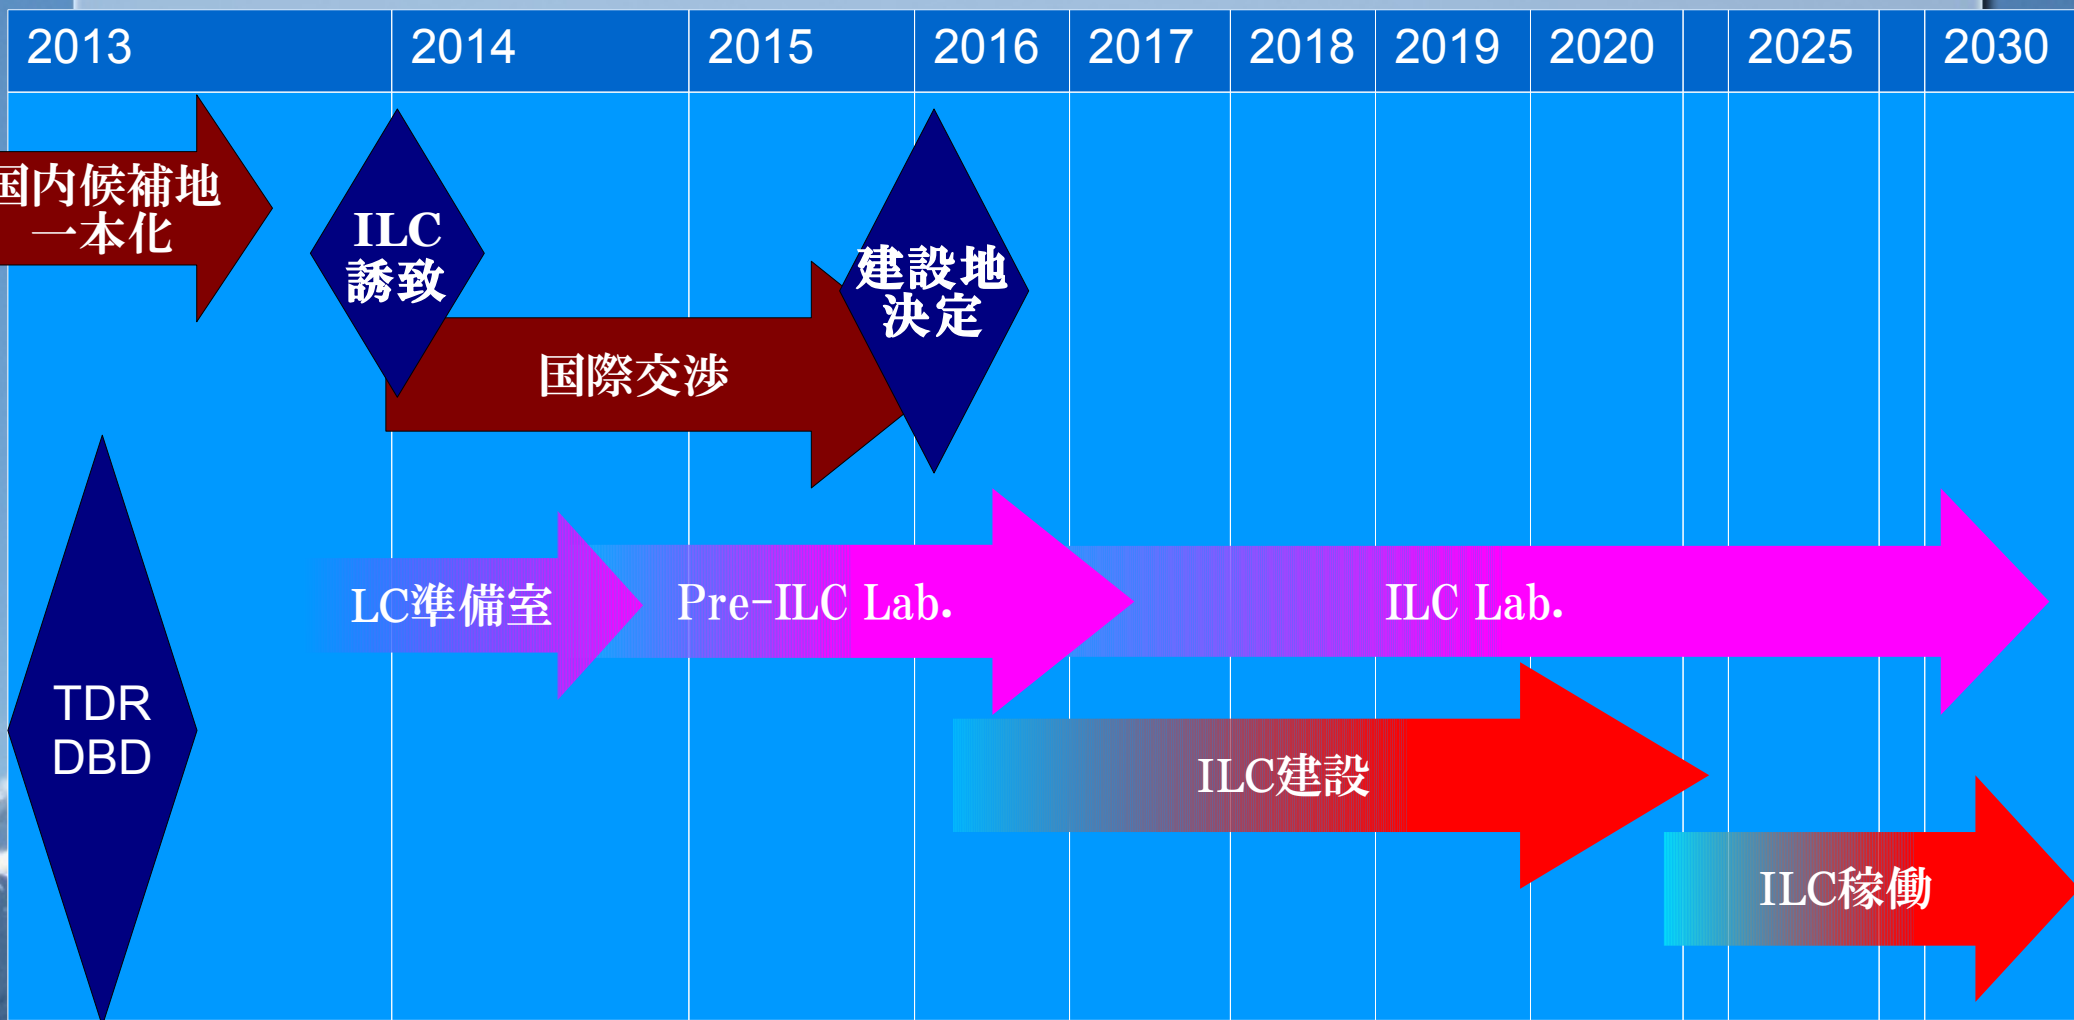 2013
2014
2015
2016
2017
2018
2019
2020
2025
2030
国内候補地
一本化
ILC
誘致
建設地
決定
国際交渉
LC準備室
Pre-ILC Lab.
ILC Lab.
TDR
DBD
ILC建設
ILC稼働